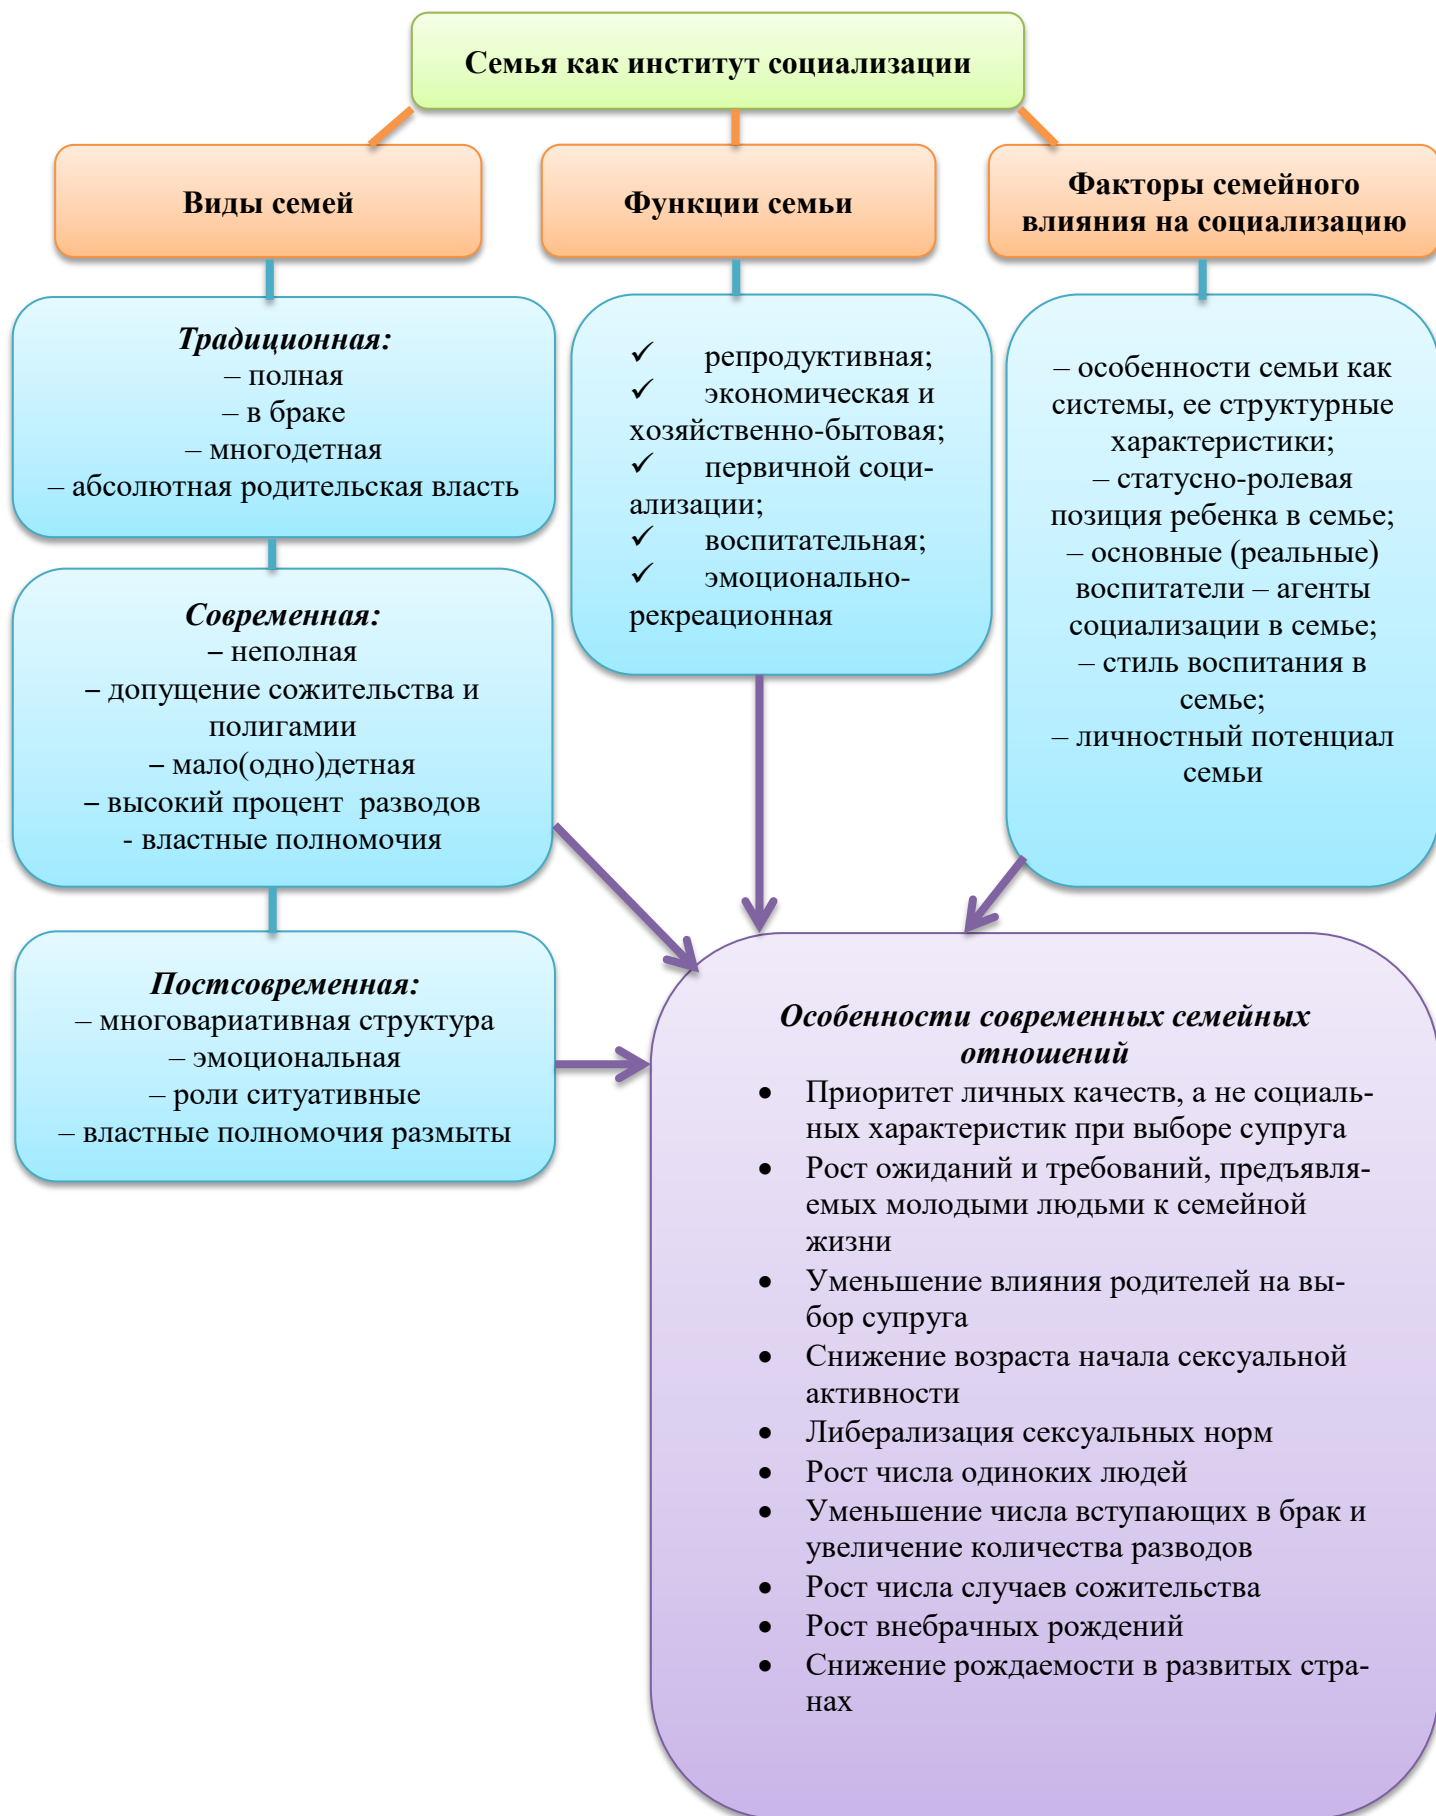 Семья как институт социализации
Виды семей
Функции семьи
Факторы семейного
влияния на социализацию
Традиционная:
– полная
– в браке
– многодетная
– абсолютная родительская власть
Современная:
– неполная
– допущение сожительства и
полигамии
– мало(одно)детная
– высокий процент разводов
- властные полномочия
Постсовременная:
– многовариативная структура
– эмоциональная
– роли ситуативные
– властные полномочия размыты
✓ репродуктивная;
✓ экономическая и
хозяйственно-бытовая;
✓ первичной соци-
ализации;
✓ воспитательная;
✓ эмоционально-
рекреационная
– особенности семьи как
системы, ее структурные
характеристики;
– статусно-ролевая
позиция ребенка в семье;
– основные (реальные)
воспитатели – агенты
социализации в семье;
– стиль воспитания в
семье;
– личностный потенциал
семьи
Особенности современных семейных
отношений
• Приоритет личных качеств, а не социаль-
ных характеристик при выборе супруга
• Рост ожиданий и требований, предъявля-
емых молодыми людьми к семейной
жизни
• Уменьшение влияния родителей на вы-
бор супруга
• Снижение возраста начала сексуальной
активности
• Либерализация сексуальных норм
• Рост числа одиноких людей
• Уменьшение числа вступающих в брак и
увеличение количества разводов
• Рост числа случаев сожительства
• Рост внебрачных рождений
• Снижение рождаемости в развитых стра-
нах